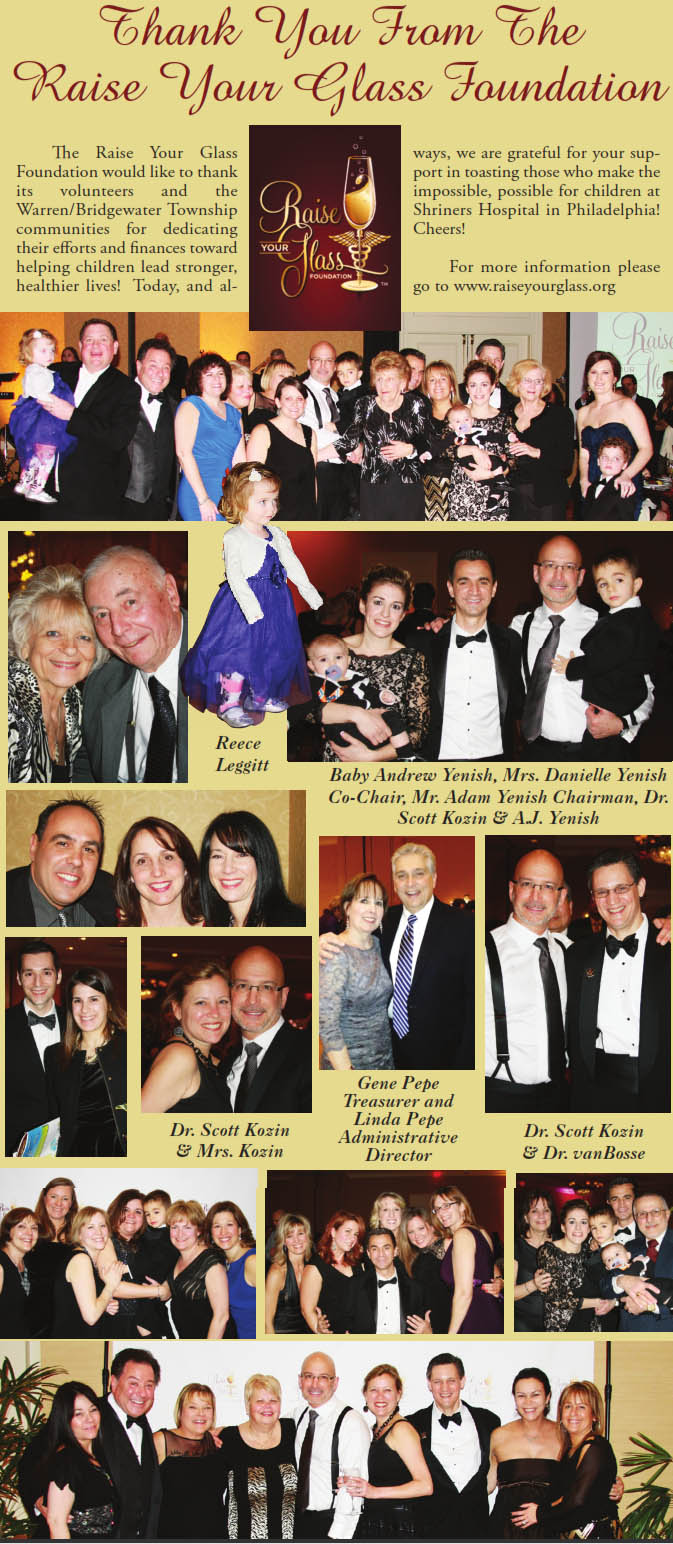 Thank You From The
Raise Your Glass Foundation
The Raise Your Glass
Foundation would like to thank
its volunteers and the
Warren/Bridgewater Township
communities for dedicating
their efforts and finances toward
helping children lead stronger,
healthier lives! Today, and al-
Raise
YOUR
Glass
FOUNDATION
TM
ways, we are grateful for your sup-
port in toasting those who make the
impossible, possible for children at
Shriners Hospital in Philadelphia!
Cheers!
For more information please
go to www.raiseyourglass.org
Reece
Leggitt
Baby Andrew Yenish, Mrs. Danielle Yenish
Co-Chair, Mr. Adam Yenish Chairman, Dr.
Scott Kozin & A.J. Yenish
Dr. Scott Kozin
& Mrs. Kozin
Gene Pepe
Treasurer and
Linda Pepe
Administrative
Director
Dr. Scott Kozin
& Dr. vanBosse